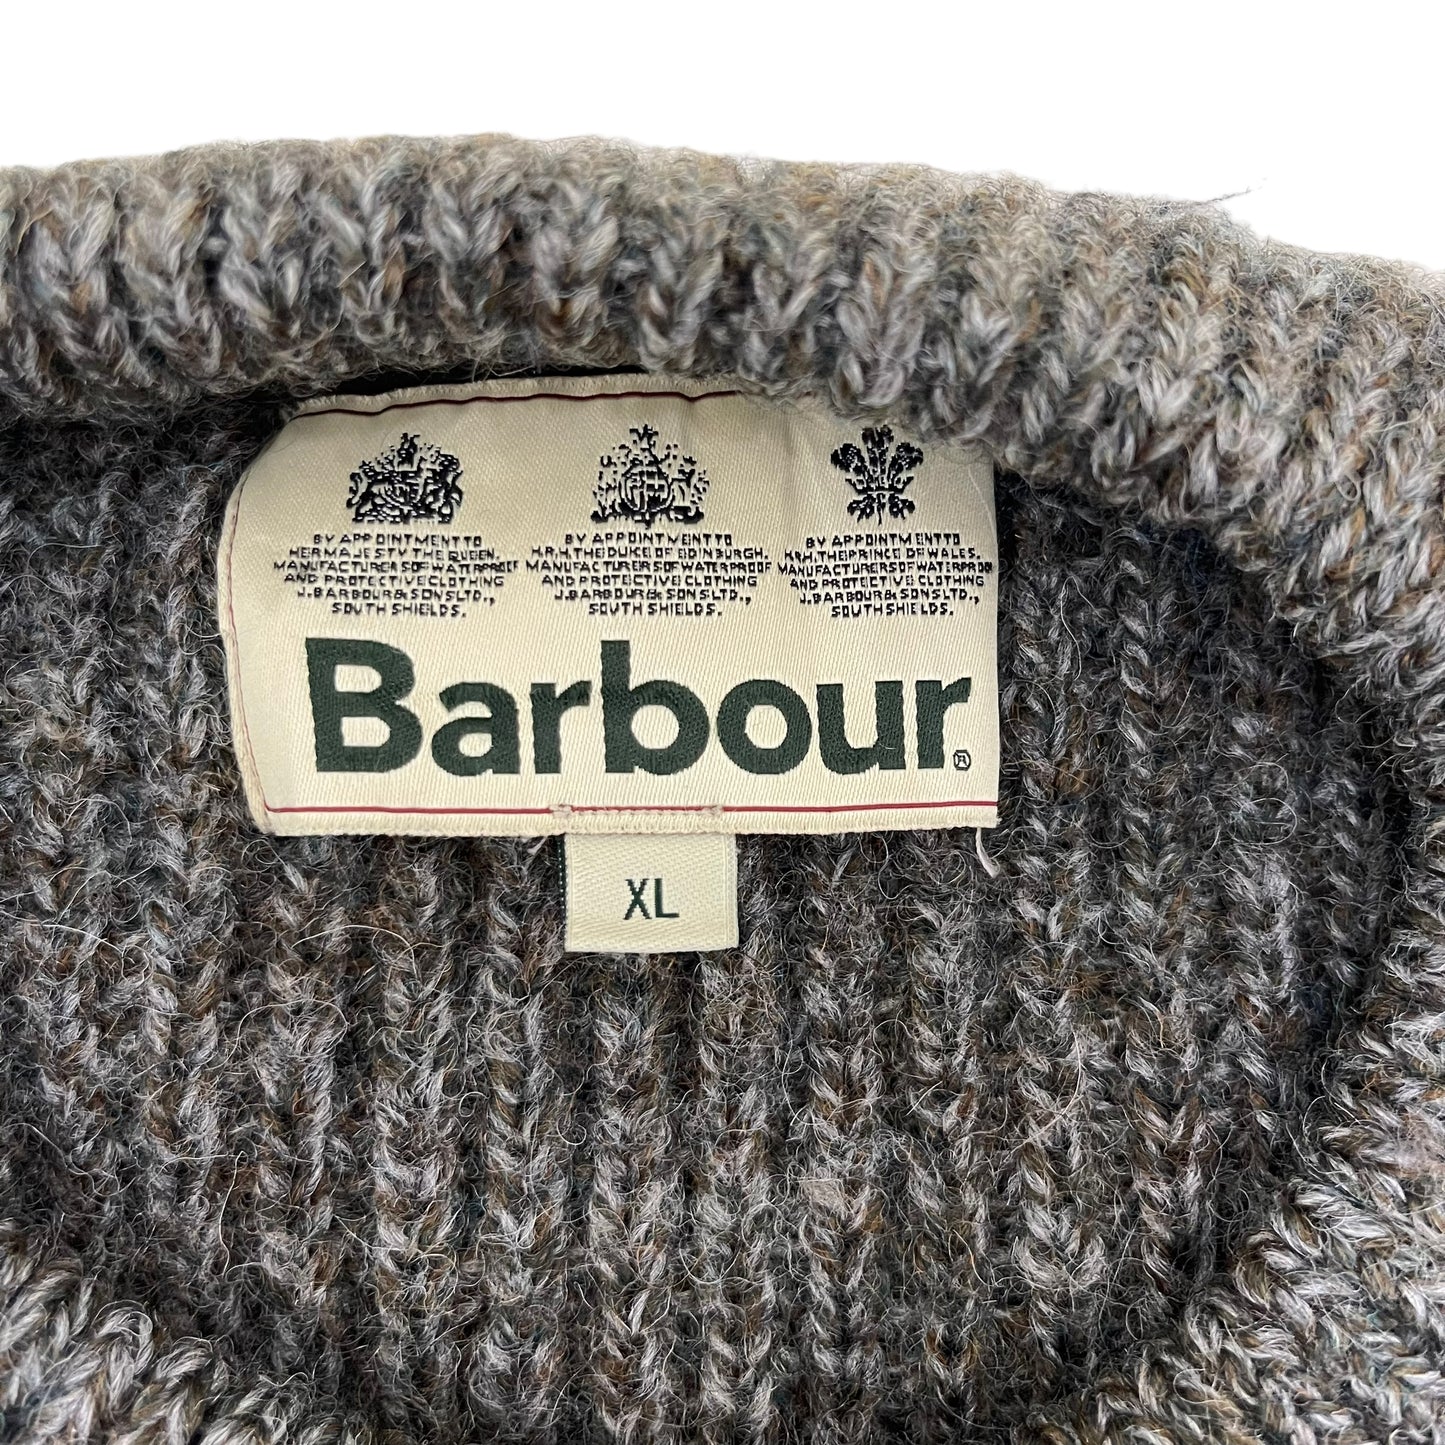 BY APPOINTMENT TO
HER MAJESTY THE QUEEN.
MANUFACTURERS OF WATERPROOF
AND PROTECTIVE CLOTHING
J.BARBOUR & SONS LTD.,
SOUTH SHIELDS.
BY APPOINTMENT TO
H.R.H. THE DUKE OF EDINBURGH.
MANUFACTURERS OF WATERPROOF
AND PROTECTIVE CLOTHING
J.BARBOUR & SONS LTD.,
SOUTH SHIELDS.
BY APPOINTMENT TO
H.R.H. THE PRINCE OF WALES.
MANUFACTURERS OF WATERPROOF
AND PROTECTIVE CLOTHING
J.BARBOUR & SONS LTD.,
SOUTH SHIELDS.
Barbour®
XL